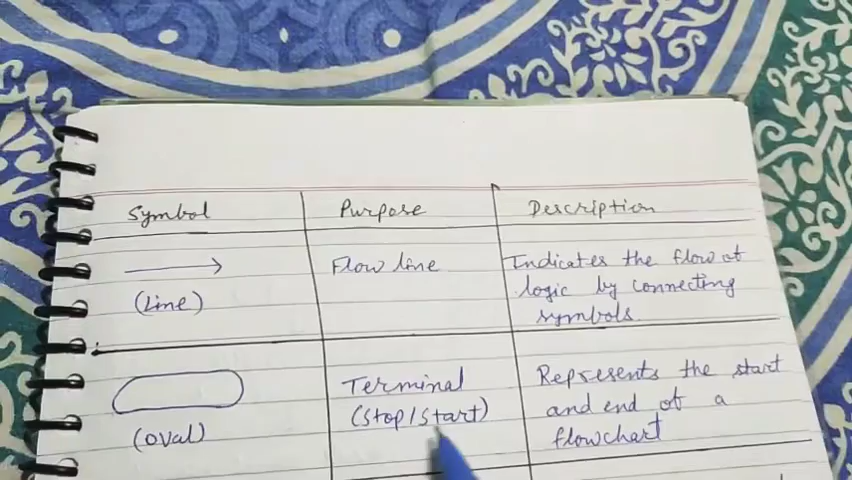 Symbol Purpose Description
Flow line Indicates the flow of
(Line) logic by connecting
symbols.
Terminal Represents the start
(Stop/Start) and end of a
(oval) flowchart